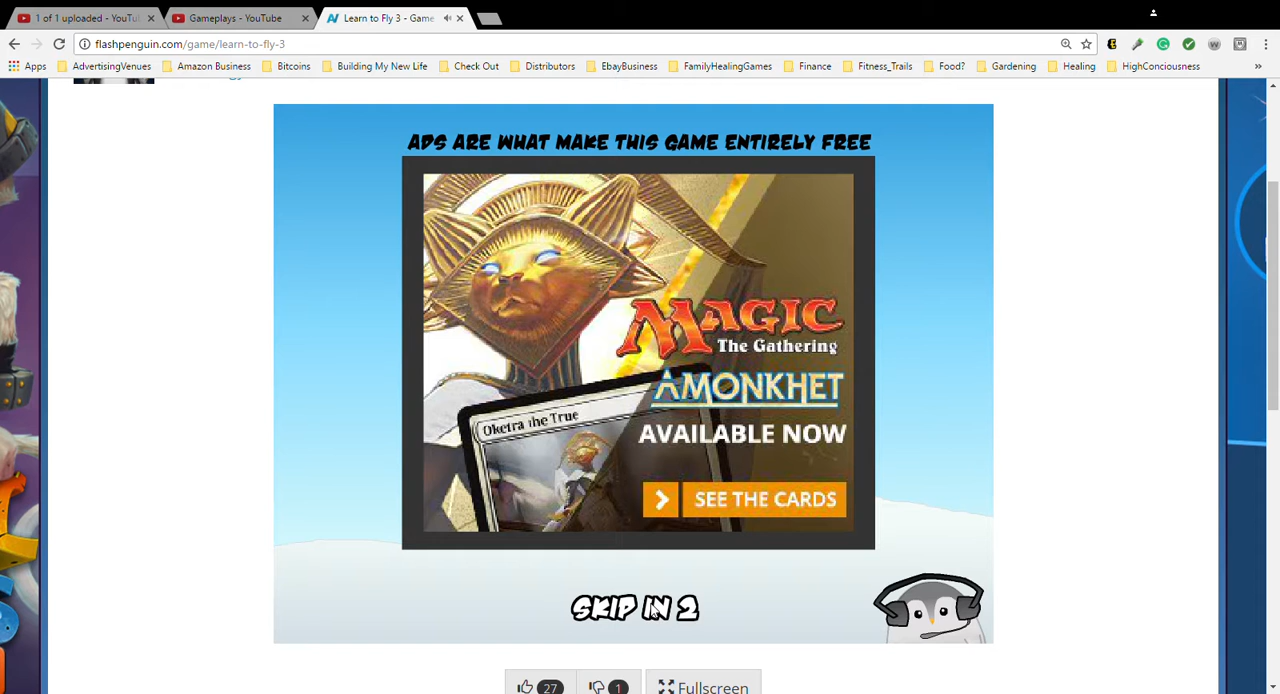 1 of 1 uploaded - YouTu
Gameplays - YouTube
Learn to Fly 3 - Game
flashpenguin.com/game/learn-to-fly-3
Apps
AdvertisingVenues
Amazon Business
Bitcoins
Building My New Life
Check Out
Distributors
EbayBusiness
FamilyHealingGames
Finance
Fitness_Trails
Food?
Gardening
Healing
HighConciousness
»
ADS ARE WHAT MAKE THIS GAME ENTIRELY FREE
MAGIC
The Gathering
AMONKHET
Oketra the True
AVAILABLE NOW
SEE THE CARDS
SKIP IN 2
27
1
Fullscreen